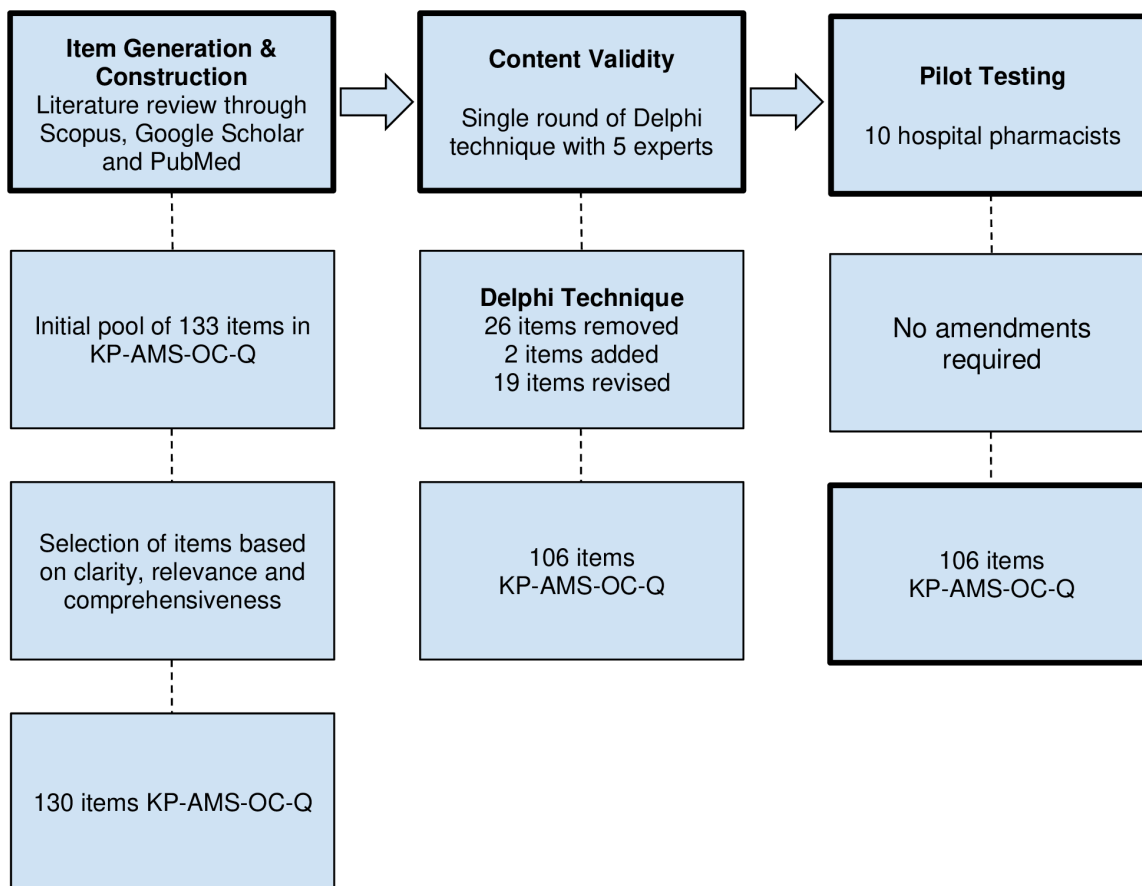 Item Generation &
Construction
Literature review through
Scopus, Google Scholar
and PubMed
Initial pool of 133 items in
KP-AMS-OC-Q
Selection of items based
on clarity, relevance and
comprehensiveness
130 items KP-AMS-OC-Q
Content Validity
Single round of Delphi
technique with 5 experts
Delphi Technique
26 items removed
2 items added
19 items revised
106 items
KP-AMS-OC-Q
Pilot Testing
10 hospital pharmacists
No amendments
required
106 items
KP-AMS-OC-Q